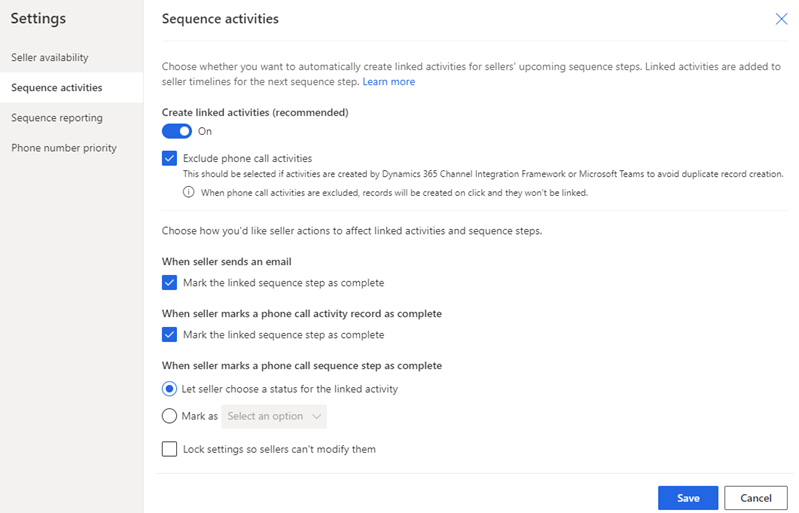 Settings
Seller availability
Sequence activities
Sequence reporting
Phone number priority
Sequence activities
Choose whether you want to automatically create linked activities for sellers' upcoming sequence steps. Linked activities are added to
seller timelines for the next sequence step. Learn more
Create linked activities (recommended)
On
Exclude phone call activities
This should be selected if activities are created by Dynamics 365 Channel Integration Framework or Microsoft Teams to avoid duplicate record creation.
When phone call activities are excluded, records will be created on click and they won't be linked.
Choose how you'd like seller actions to affect linked activities and sequence steps.
When seller sends an email
Mark the linked sequence step as complete
When seller marks a phone call activity record as complete
Mark the linked sequence step as complete
When seller marks a phone call sequence step as complete
Let seller choose a status for the linked activity
Mark as Select an option
Lock settings so sellers can't modify them
Save Cancel